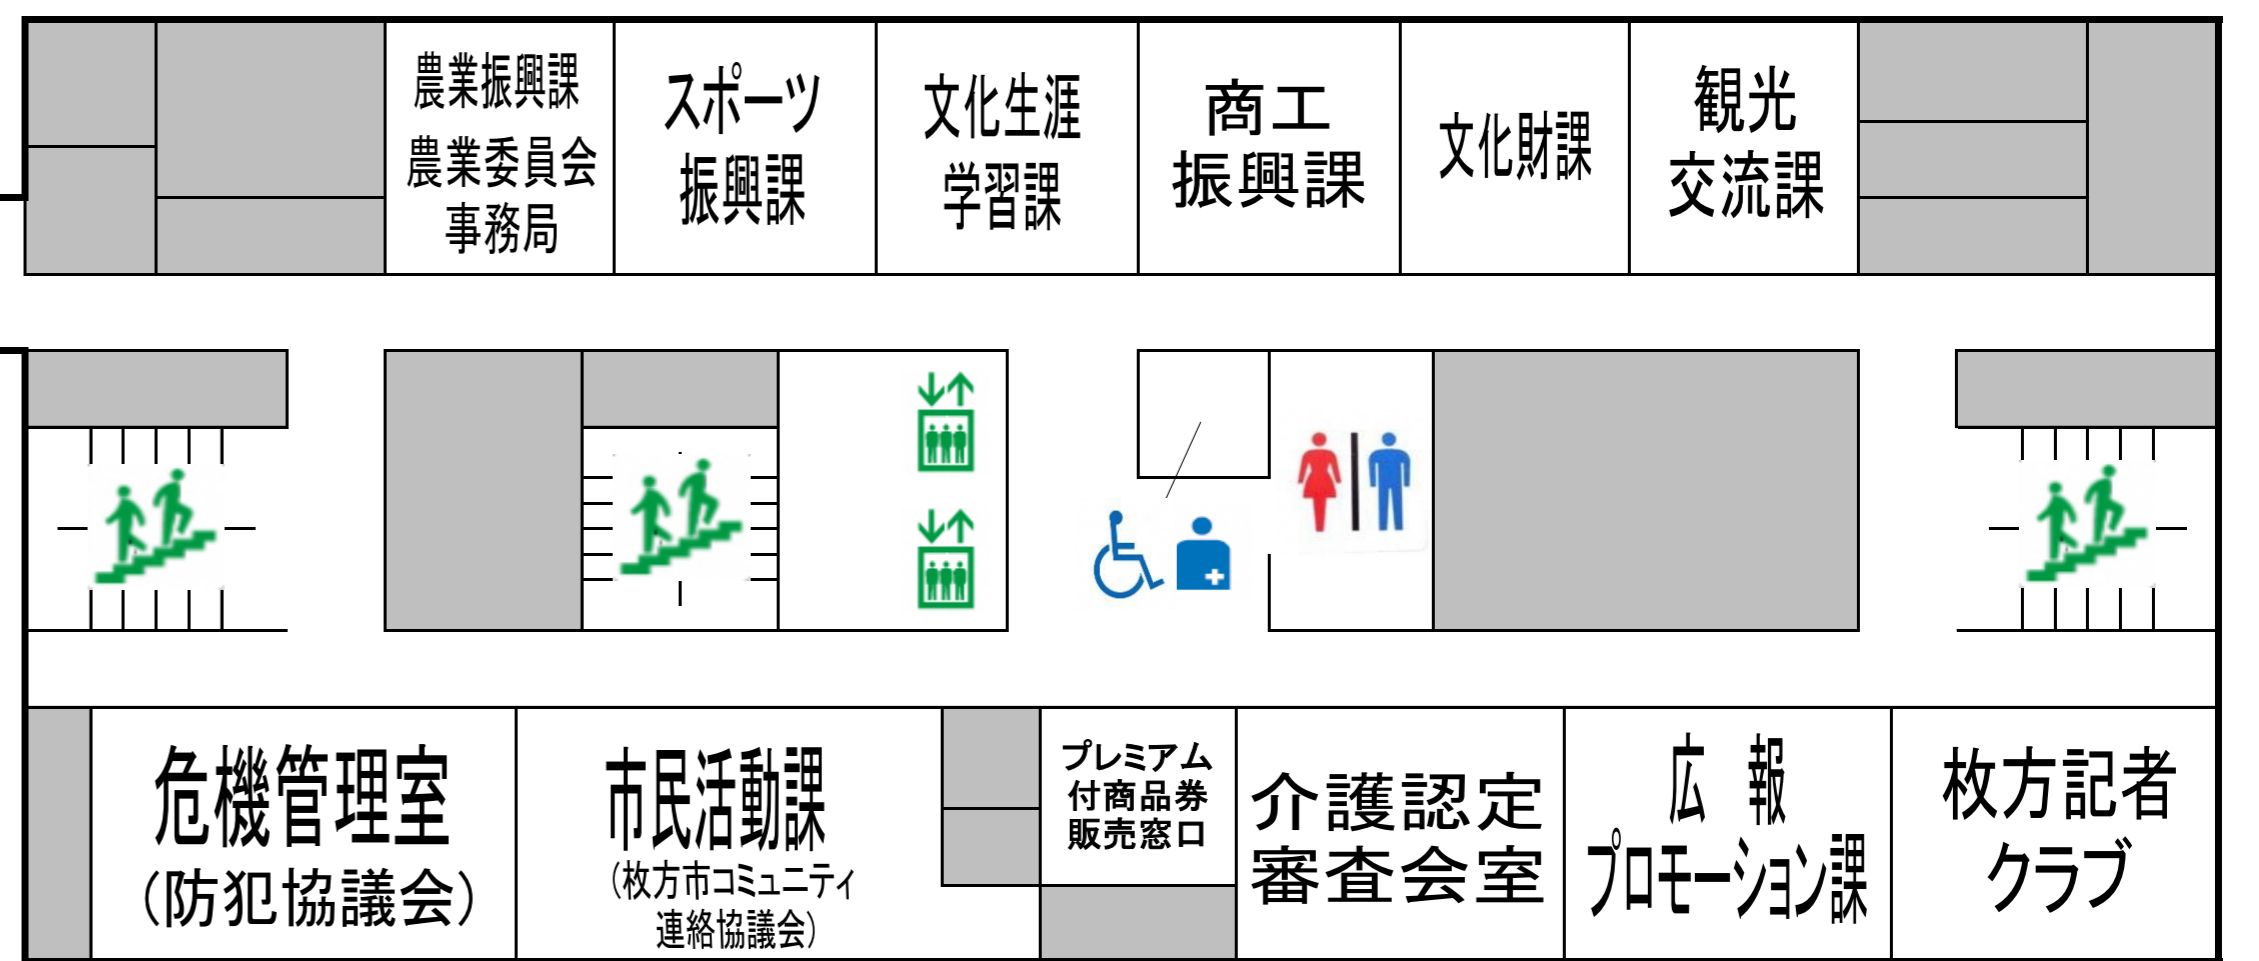 農業振興課
農業委員会
事務局
スポーツ
振興課
文化生涯
学習課
商工
振興課
文化財課
観光
交流課
危機管理室
（防犯協議会）
市民活動課
（枚方市コミュニティ
連絡協議会）
プレミアム
付商品券
販売窓口
介護認定
審査会室
広　報
プロモーション課
枚方記者
クラブ